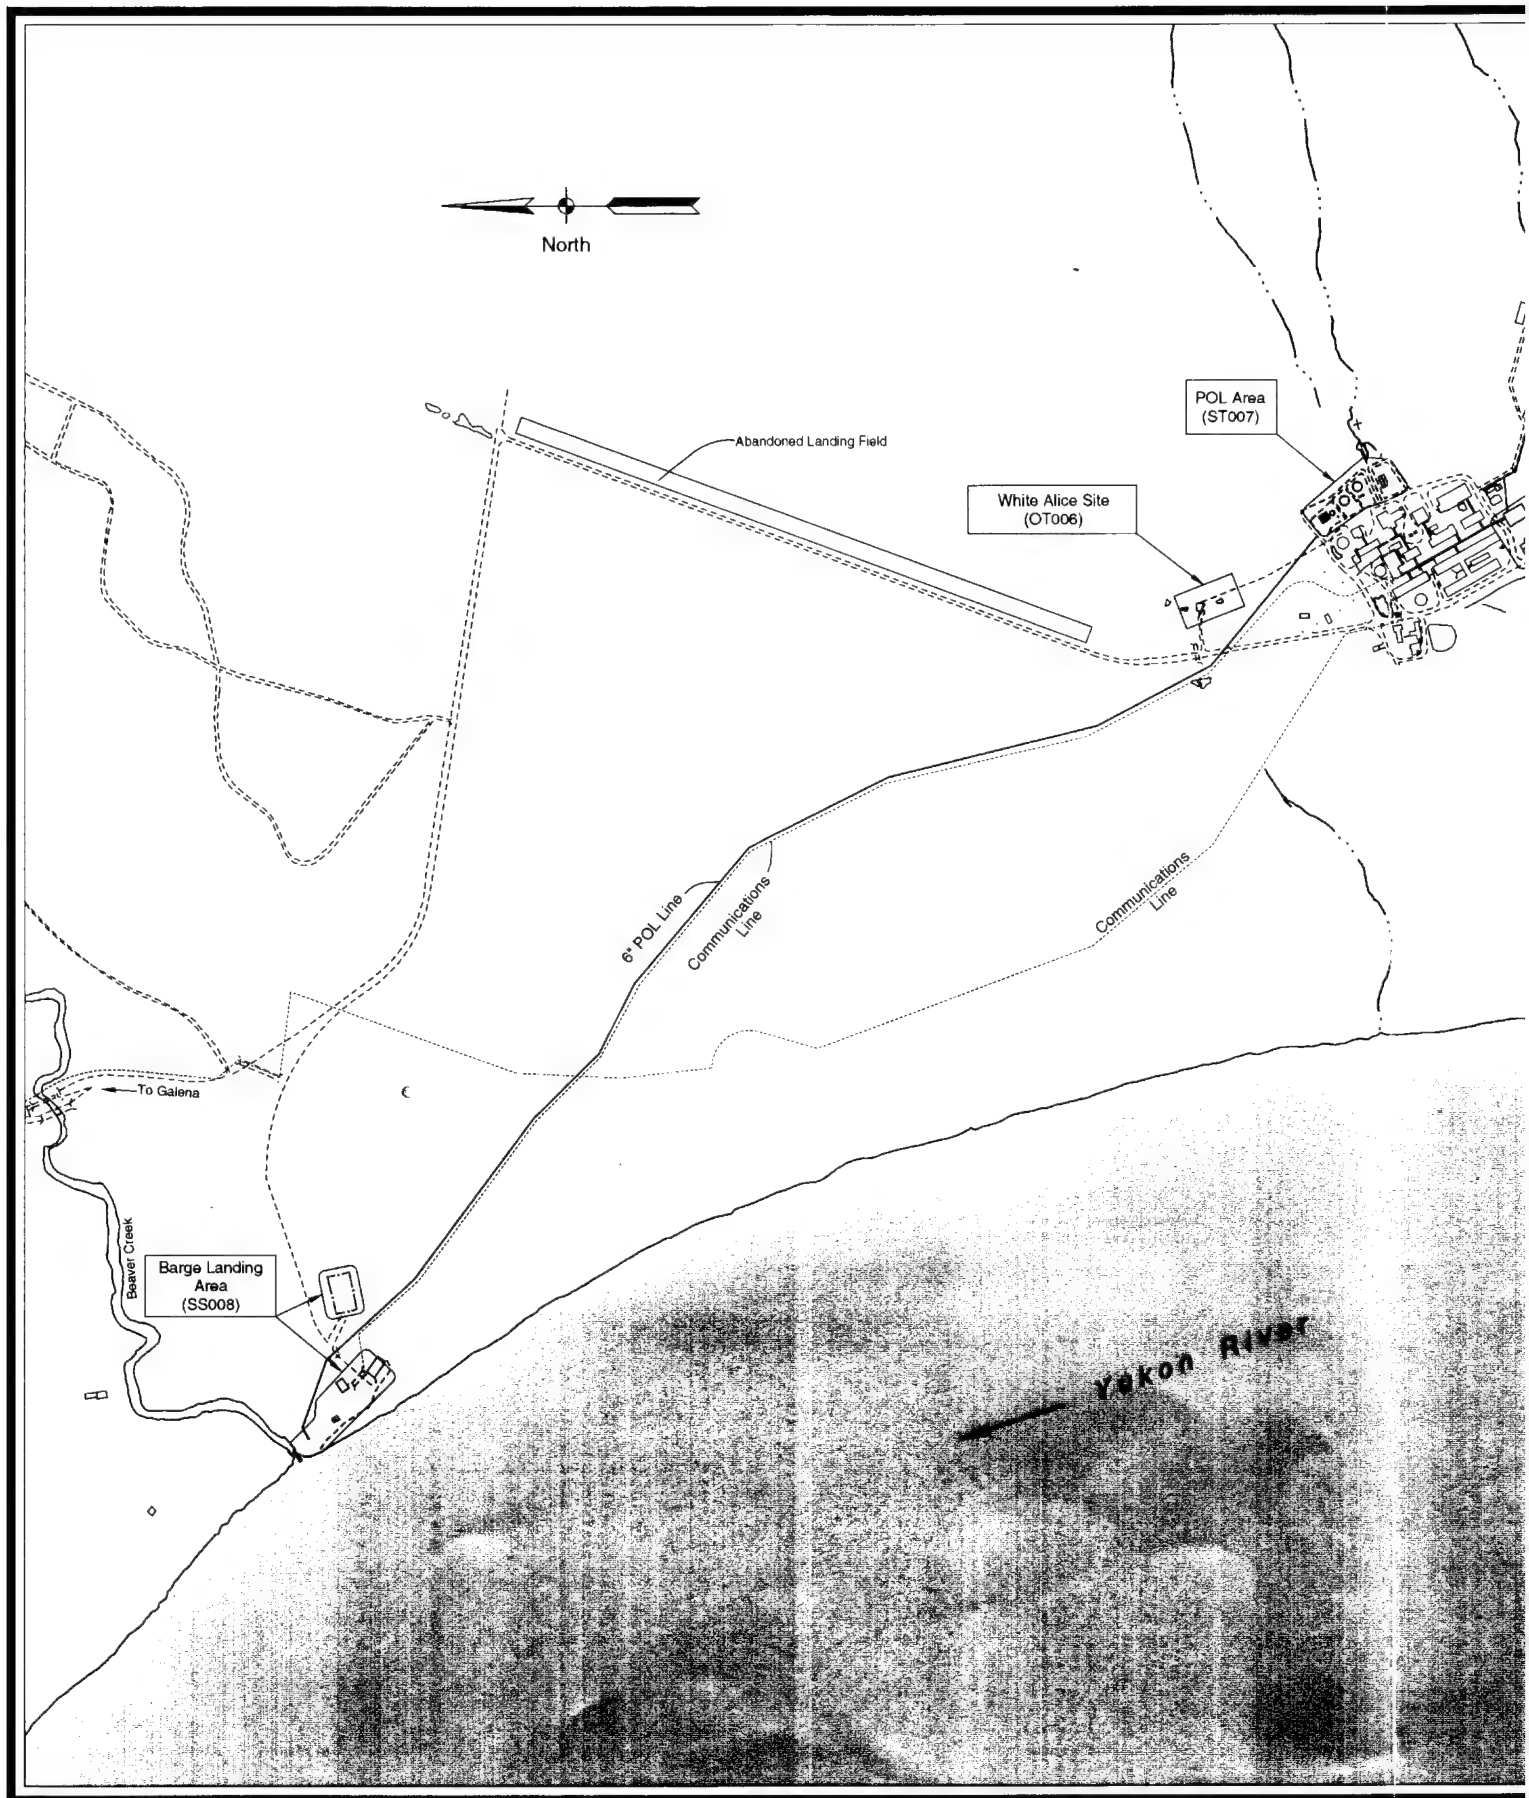 North
POL Area
(ST007)
Abandoned Landing Field
White Alice Site
(OT006)
6" POL Line
Communications
Line
Communications
Line
To Galena
Beaver Creek
Barge Landing
Area
(SS008)
Yukon River